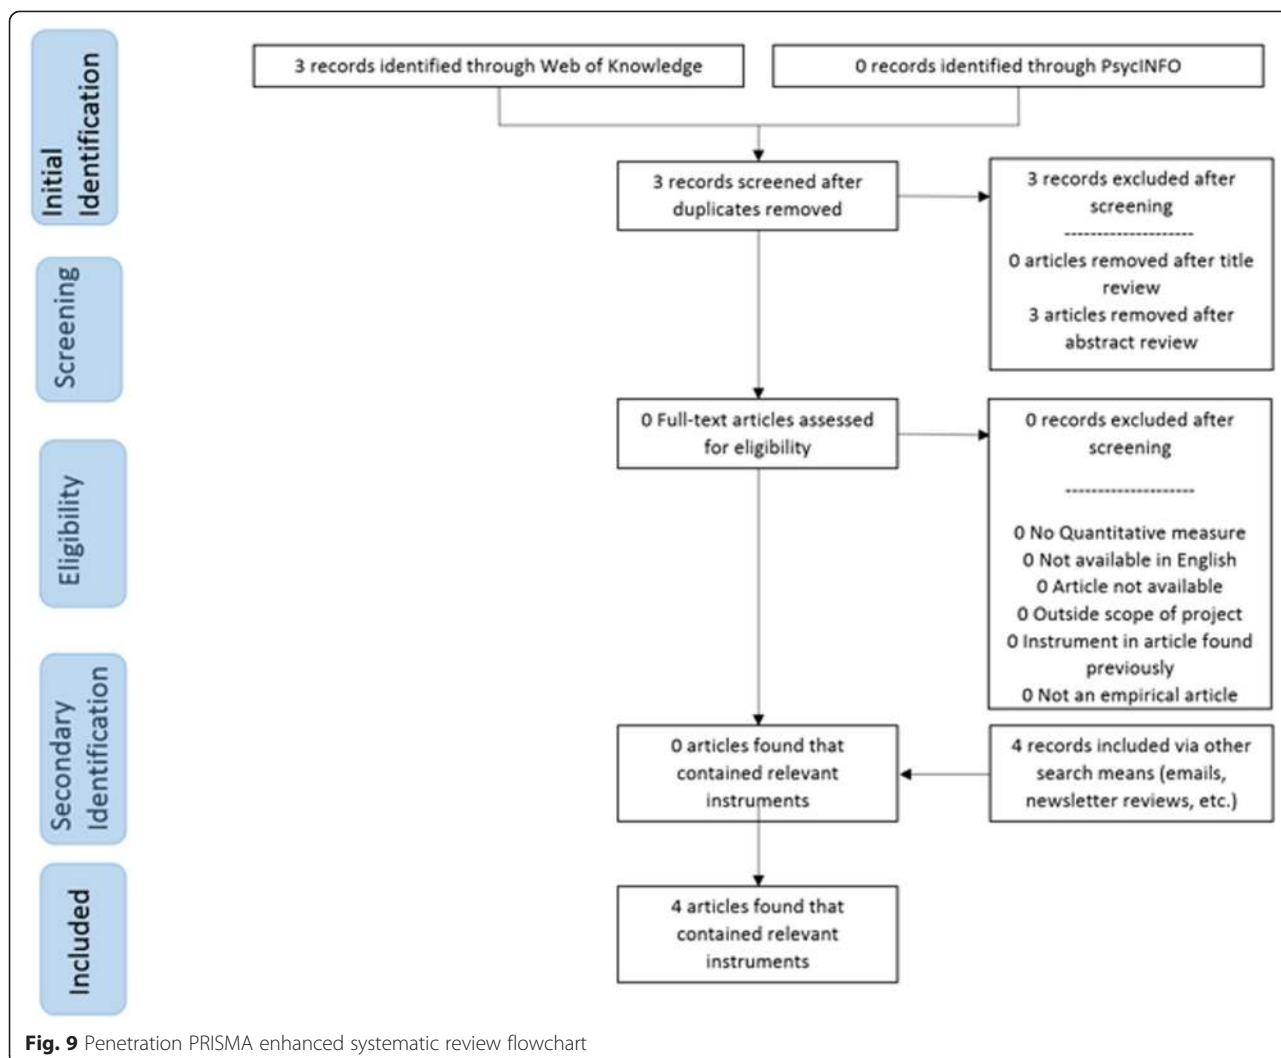 Initial
Identification
3 records identified through Web of Knowledge
0 records identified through PsycINFO
3 records screened after
duplicates removed
3 records excluded after
screening
--------------------
0 articles removed after title
review
3 articles removed after
abstract review
Screening
0 Full-text articles assessed
for eligibility
0 records excluded after
screening
--------------------
0 No Quantitative measure
0 Not available in English
0 Article not available
0 Outside scope of project
0 Instrument in article found
previously
0 Not an empirical article
Eligibility
Secondary
Identification
0 articles found that
contained relevant
instruments
4 records included via other
search means (emails,
newsletter reviews, etc.)
Included
4 articles found that
contained relevant
instruments
Fig. 9 Penetration PRISMA enhanced systematic review flowchart